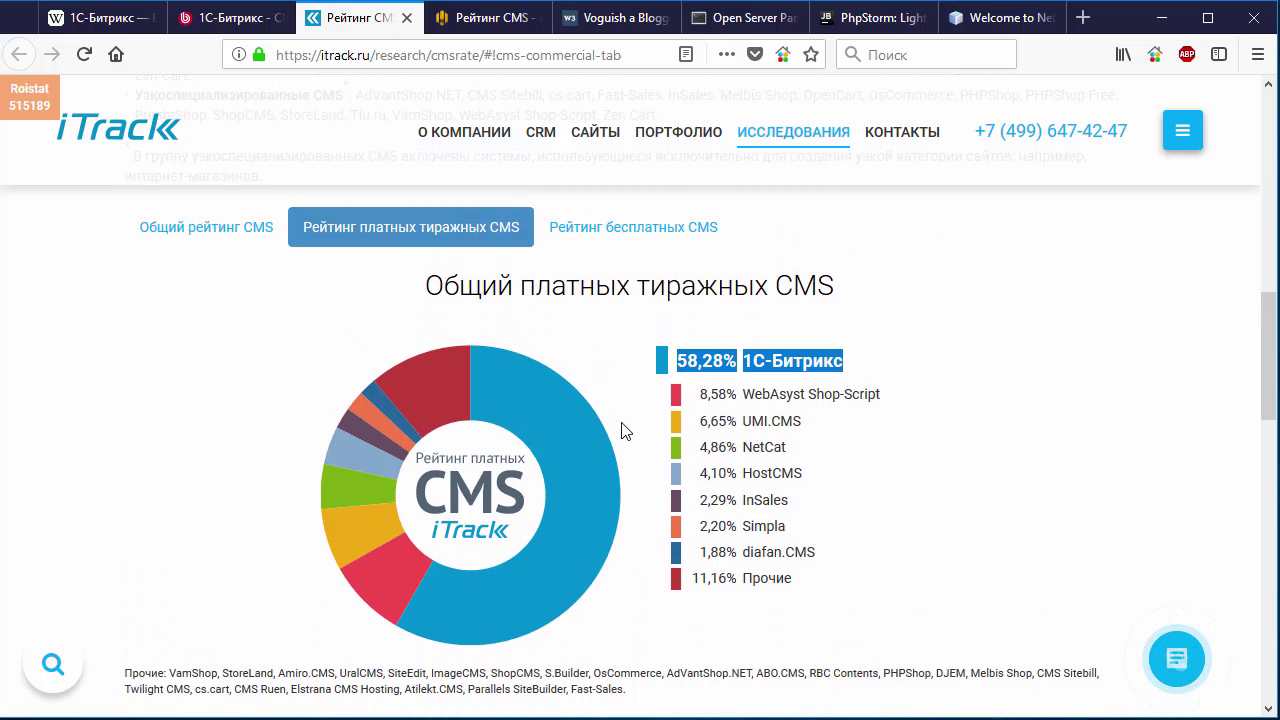 1С-Битрикс —
1С-Битрикс - С
Рейтинг CM
Рейтинг CMS -
Voguish a Blogg
Open Server Pa
PhpStorm: Light
Welcome to Net
https://itrack.ru/research/cmsrate/#!cms-commercial-tab
Поиск
ABP
Roistat
515189
Zen Cart.
• Узкоспециализированные CMS : AdVantShop.NET, CMS Sitebill, cs.cart, Fast-Sales, InSales, Melbis Shop, OpenCart, OsCommerce, PHPShop, PHPShop Free,
PrestaShop, ShopCMS, StoreLand, Tiu.ru, VamShop, WebAsyst Shop-Script, Zen Cart.
iTrack
О КОМПАНИИ CRM САЙТЫ ПОРТФОЛИО ИССЛЕДОВАНИЯ КОНТАКТЫ +7 (499) 647-42-47
В группу узкоспециализированных CMS включены системы, использующиеся исключительно для создания узкой категории сайтов: например,
интернет-магазинов.
Общий рейтинг CMS
Рейтинг платных тиражных CMS
Рейтинг бесплатных CMS
Общий платных тиражных CMS
Рейтинг платных
CMS
iTrack
58,28% 1С-Битрикс
8,58% WebAsyst Shop-Script
6,65% UMI.CMS
4,86% NetCat
4,10% HostCMS
2,29% InSales
2,20% Simpla
1,88% diafan.CMS
11,16% Прочие
Прочие: VamShop, StoreLand, Amiro.CMS, UralCMS, SiteEdit, ImageCMS, ShopCMS, S.Builder, OsCommerce, AdVantShop.NET, ABO.CMS, RBC Contents, PHPShop, DJEM, Melbis Shop, CMS Sitebill,
Twilight CMS, cs.cart, CMS Ruen, Elstrana CMS Hosting, Atilekt.CMS, Parallels SiteBuilder, Fast-Sales.